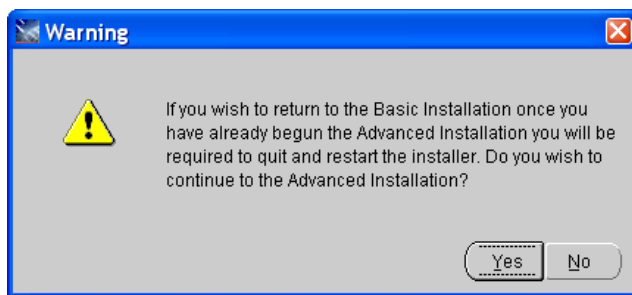 Warning
If you wish to return to the Basic Installation once you
have already begun the Advanced Installation you will be
required to quit and restart the installer. Do you wish to
continue to the Advanced Installation?
Yes No